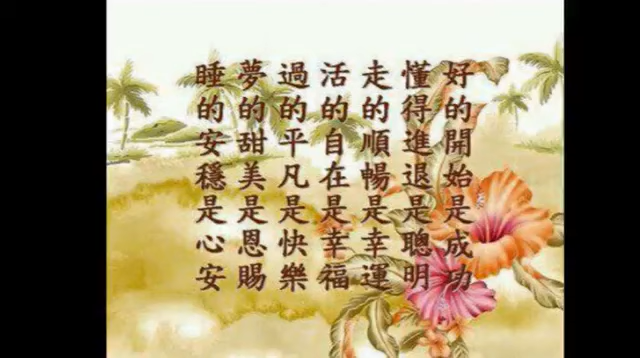 好的開始是成功
懂得進退是聰明
走的順暢是幸運
活的自在是幸福
過的平凡是快樂
夢的甜美是恩賜
睡的安穩是心安